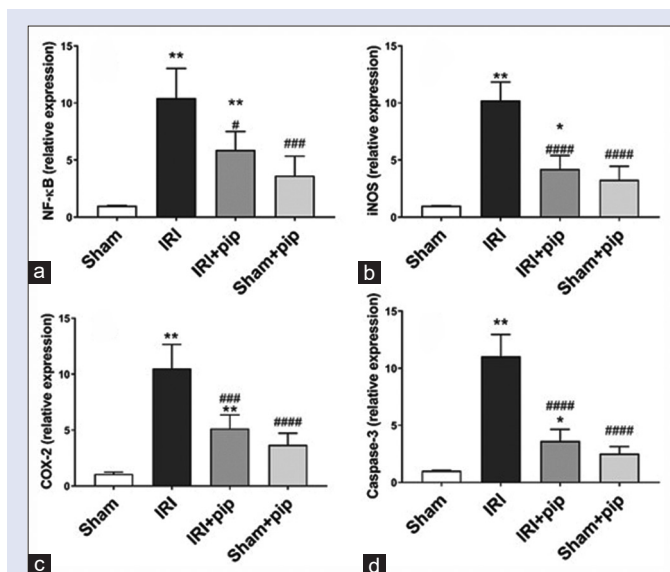 15
10
5
0
NF-κB (relative expression)
**
**
#
###
Sham
IRI
IRI+pip
Sham+pip
a
15
10
5
0
iNOS (relative expression)
**
*
####
####
Sham
IRI
IRI+pip
Sham+pip
b
15
10
5
0
COX-2 (relative expression)
**
###
**
####
Sham
IRI
IRI+pip
Sham+pip
c
15
10
5
0
Caspase-3 (relative expression)
**
####
*
####
Sham
IRI
IRI+pip
Sham+pip
d